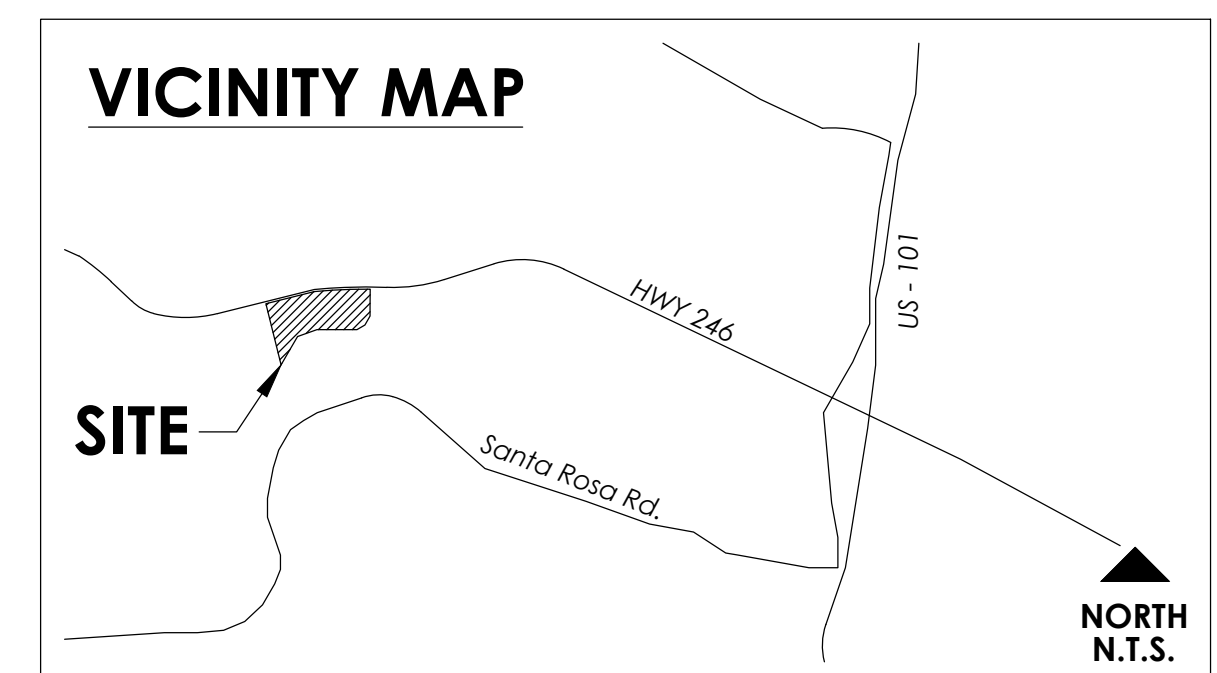 VICINITY MAP
US - 101
HWY 246
SITE
Santa Rosa Rd.
NORTH
N.T.S.